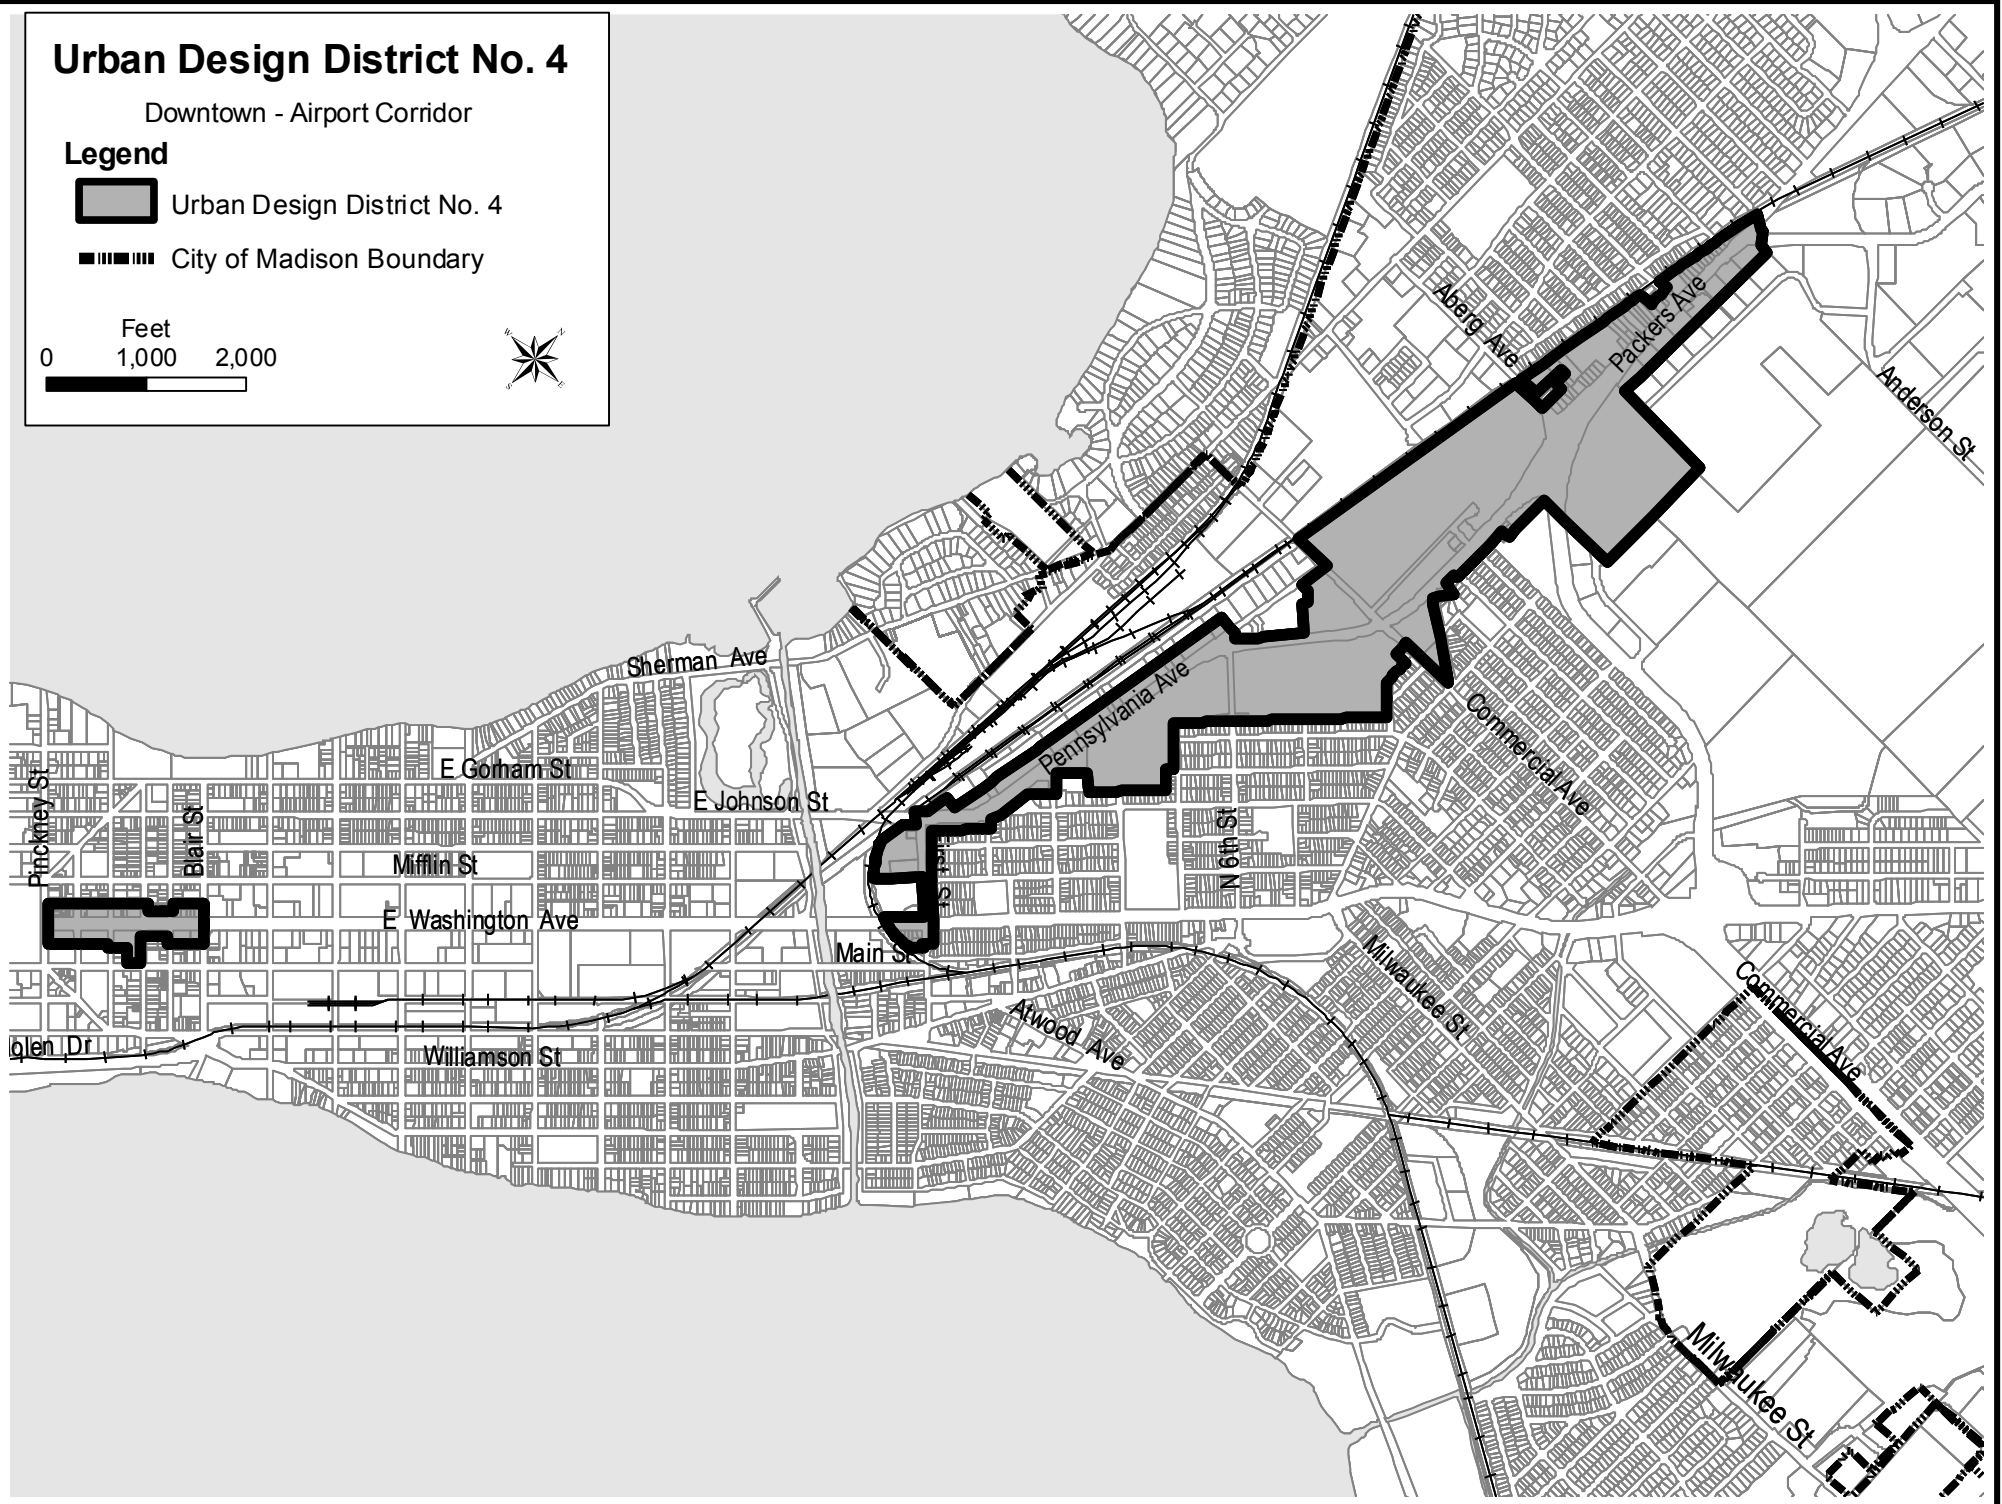 Urban Design District No. 4
Downtown - Airport Corridor
Legend
Urban Design District No. 4
City of Madison Boundary
Feet
0 1,000 2,000
W N
S E
Aberg Ave
Packers Ave
Anderson St
Sherman Ave
Pennsylvania Ave
Commercial Ave
E Gorham St
E Johnson St
Pinckney St
Blair St
Mifflin St
N 6th St
E Washington Ave
Main St
Milwaukee St
Commercial Ave
Atwood Ave
Williamson St
Dr
Milwaukee St